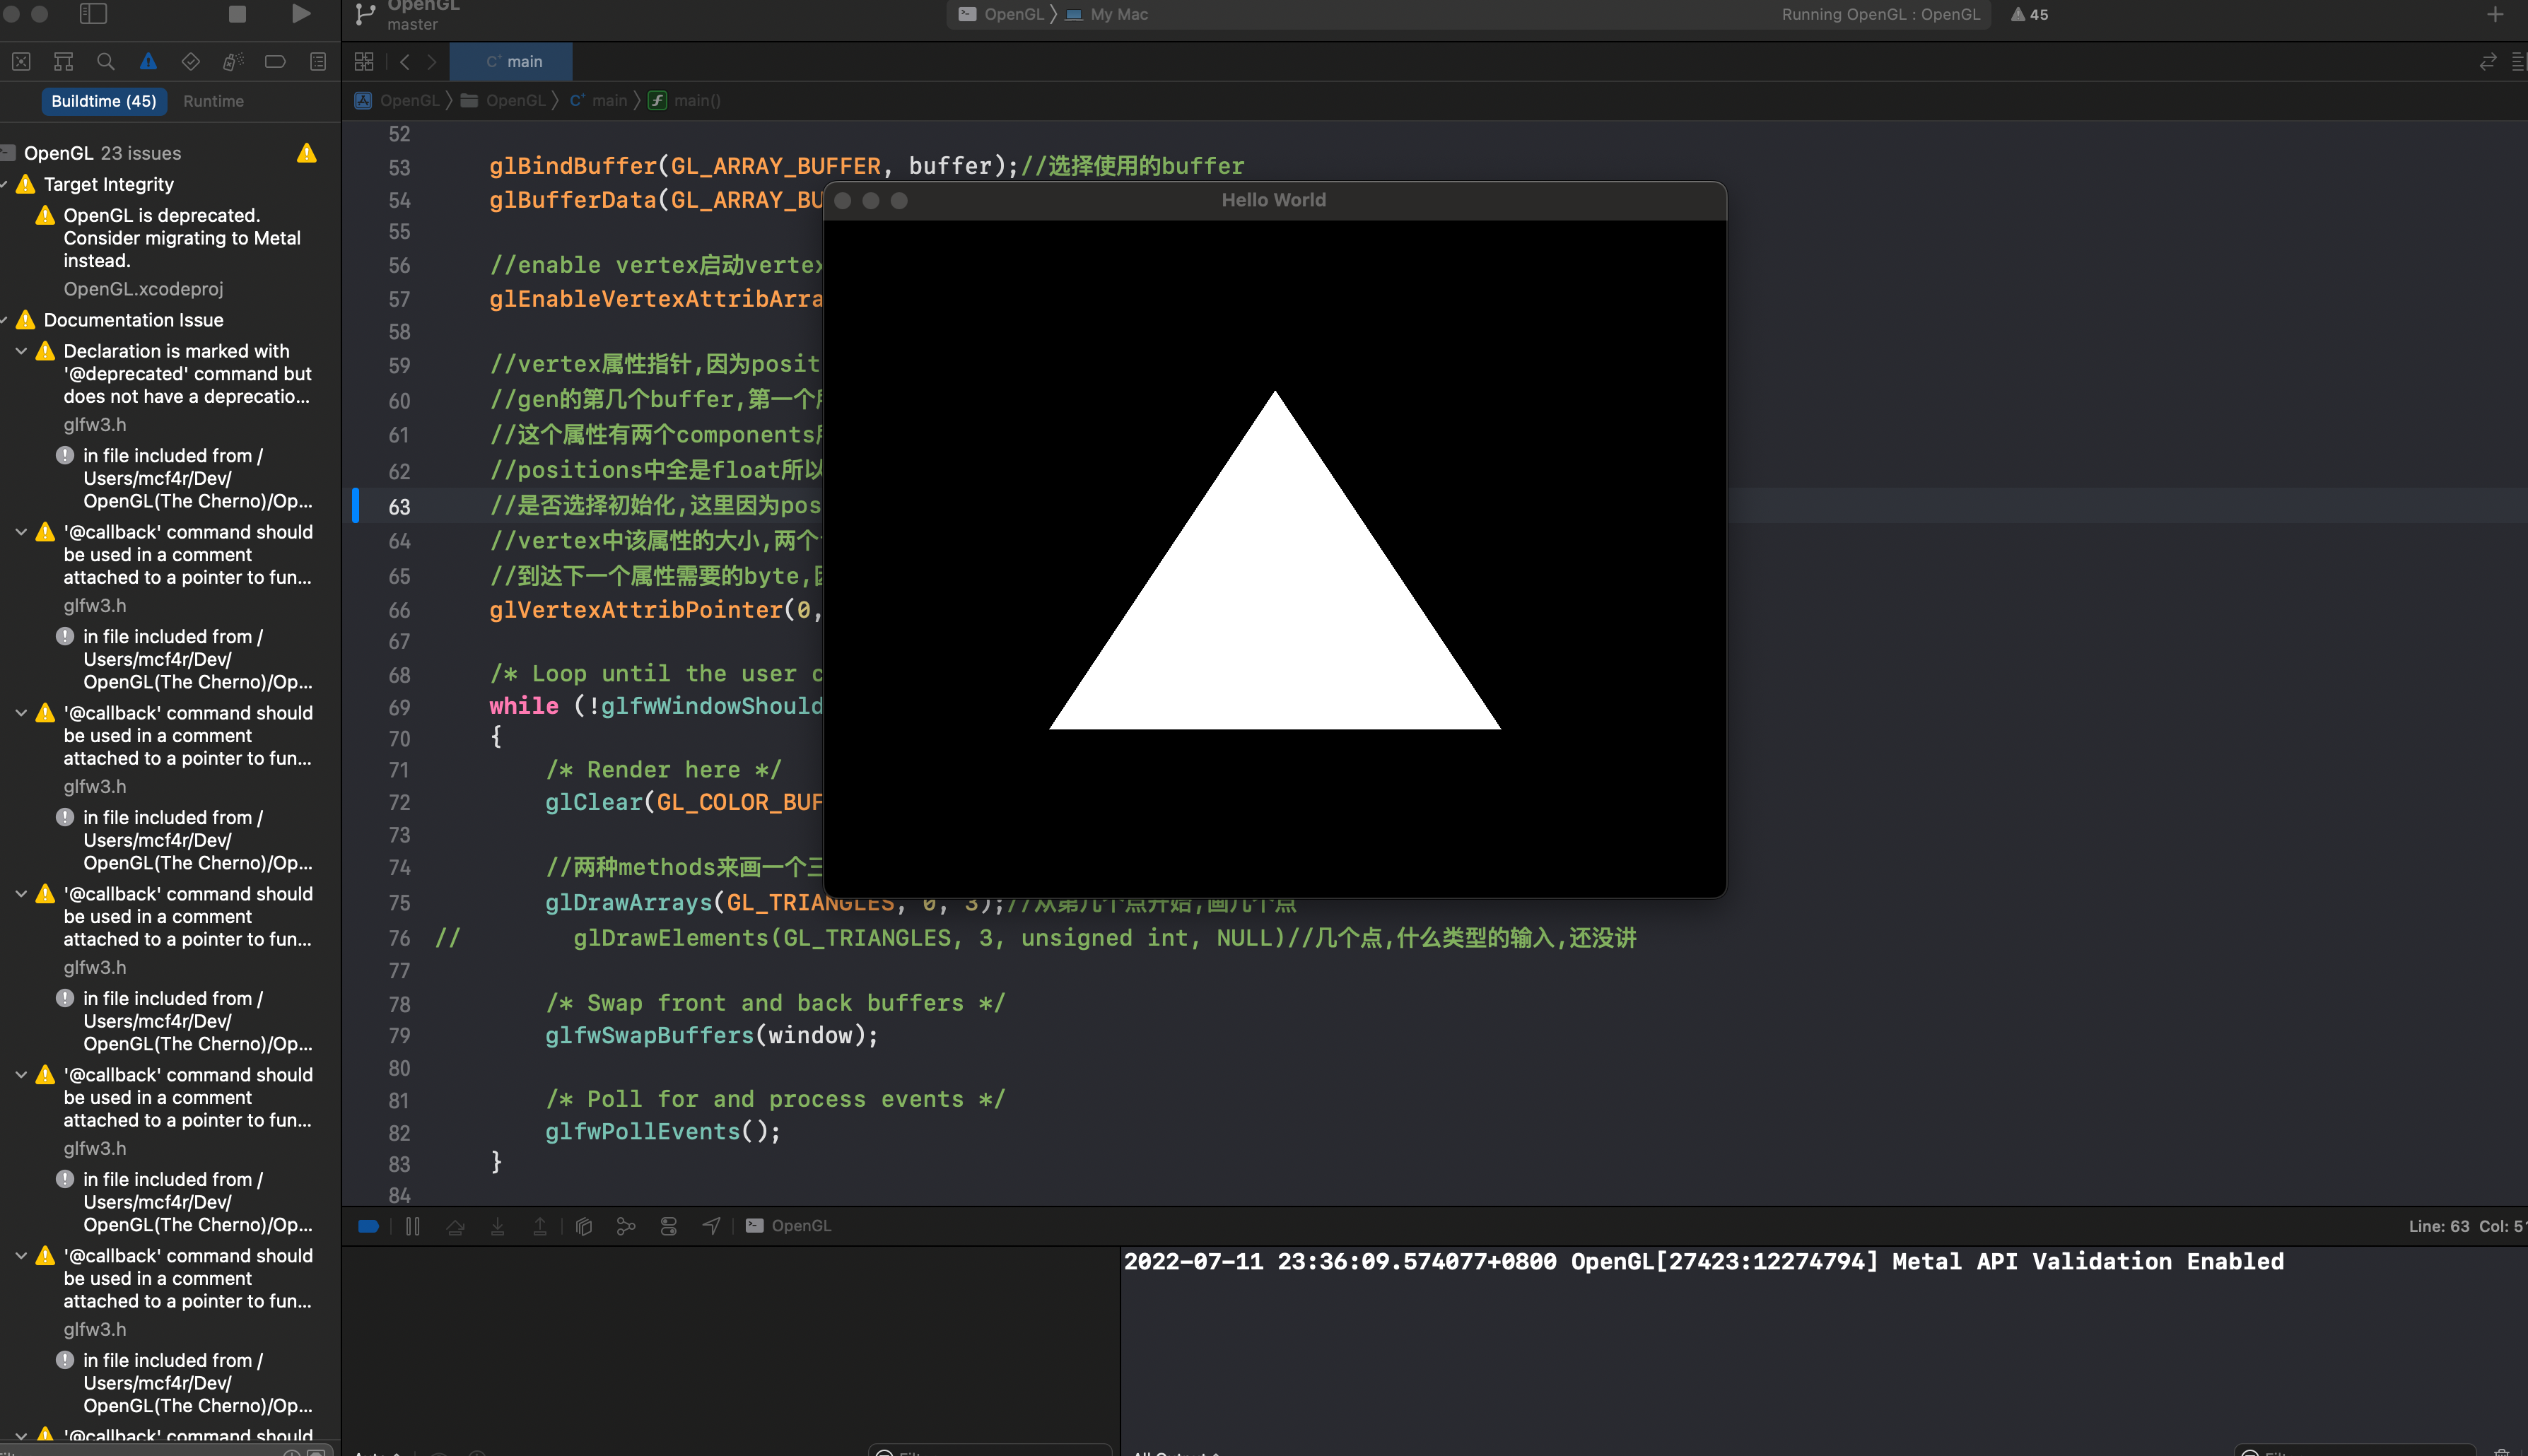 OpenGL
master
OpenGL
My Mac
Running OpenGL : OpenGL
45
main
Buildtime (45)
Runtime
OpenGL
OpenGL
main
main()
OpenGL 23 issues
Target Integrity
OpenGL is deprecated.
Consider migrating to Metal
instead.
OpenGL.xcodeproj
Documentation Issue
Declaration is marked with
'@deprecated' command but
does not have a deprecatio...
glfw3.h
in file included from /
Users/mcf4r/Dev/
OpenGL(The Cherno)/Op...
'@callback' command should
be used in a comment
attached to a pointer to fun...
glfw3.h
in file included from /
Users/mcf4r/Dev/
OpenGL(The Cherno)/Op...
'@callback' command should
be used in a comment
attached to a pointer to fun...
glfw3.h
in file included from /
Users/mcf4r/Dev/
OpenGL(The Cherno)/Op...
'@callback' command should
be used in a comment
attached to a pointer to fun...
glfw3.h
in file included from /
Users/mcf4r/Dev/
OpenGL(The Cherno)/Op...
'@callback' command should
be used in a comment
attached to a pointer to fun...
glfw3.h
in file included from /
Users/mcf4r/Dev/
OpenGL(The Cherno)/Op...
'@callback' command should
be used in a comment
attached to a pointer to fun...
glfw3.h
in file included from /
Users/mcf4r/Dev/
OpenGL(The Cherno)/Op...
'@callback' command should
52
53 glBindBuffer(GL_ARRAY_BUFFER, buffer);//选择使用的buffer
54 glBufferData(GL_ARRAY_BU
55
56 //enable vertex启动vertex
57 glEnableVertexAttribArra
58
59 //vertex属性指针,因为posit
60 //gen的第几个buffer,第一个
61 //这个属性有两个components
62 //positions中全是float所以
63 //是否选择初始化,这里因为pos
64 //vertex中该属性的大小,两个
65 //到达下一个属性需要的byte,
66 glVertexAttribPointer(0,
67
68 /* Loop until the user c
69 while (!glfwWindowShould
70 {
71 /* Render here */
72 glClear(GL_COLOR_BUF
73
74 //两种methods来画一个三
75 glDrawArrays(GL_TRIANGLES, 0, 3);//从第几个点开始,画几个点
76 // glDrawElements(GL_TRIANGLES, 3, unsigned int, NULL)//几个点,什么类型的输入,还没讲
77
78 /* Swap front and back buffers */
79 glfwSwapBuffers(window);
80
81 /* Poll for and process events */
82 glfwPollEvents();
83 }
84
Hello World
OpenGL
Line: 63 Col: 51
2022-07-11 23:36:09.574077+0800 OpenGL[27423:12274794] Metal API Validation Enabled